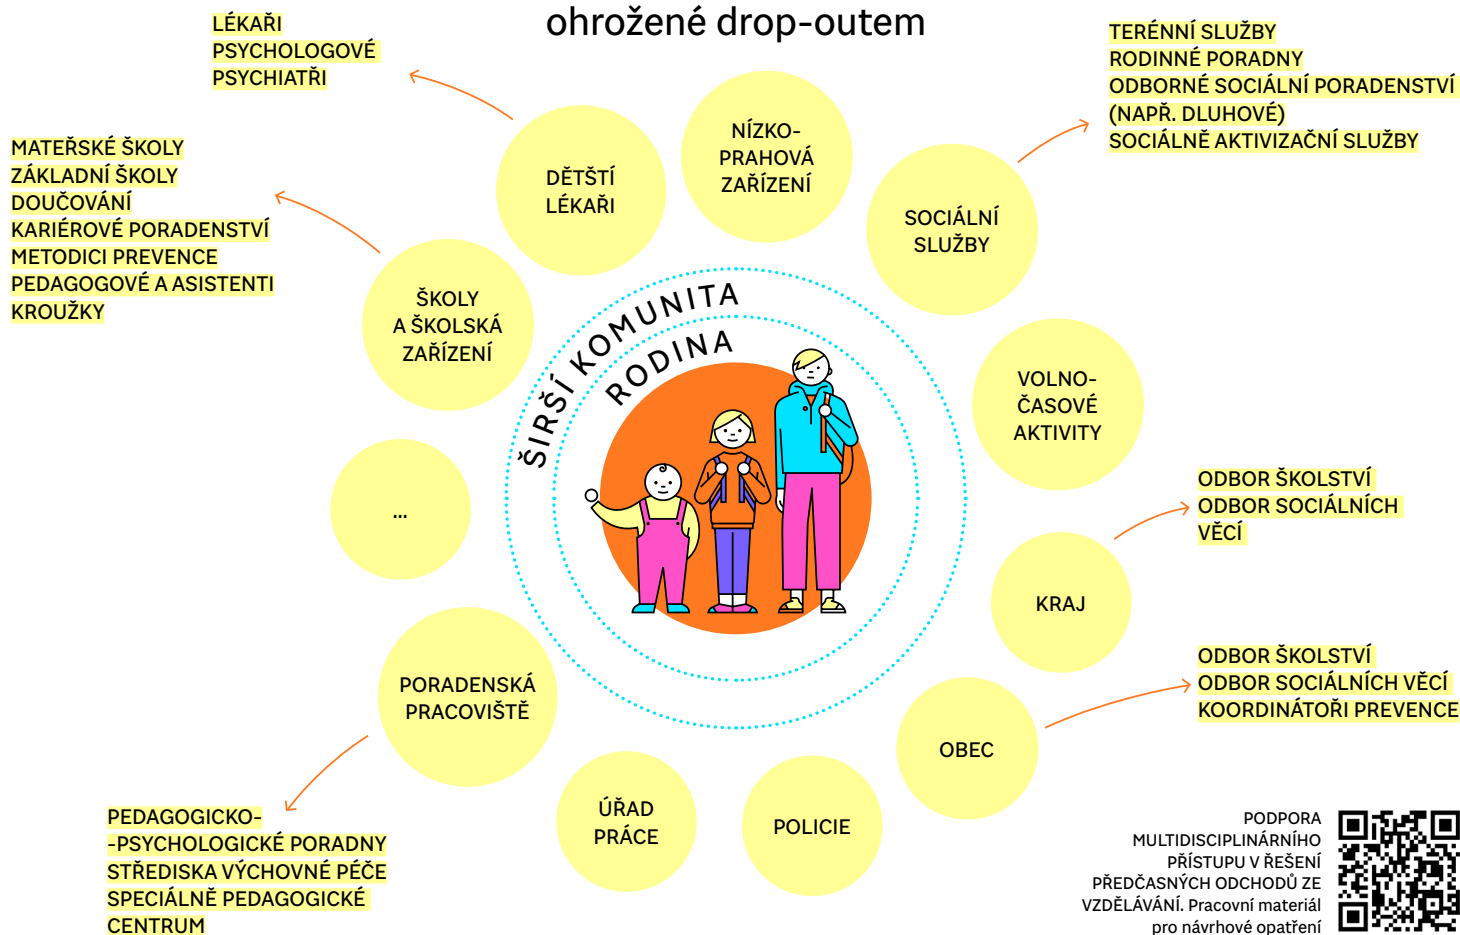 ohrožené drop-outem
LÉKAŘI
PSYCHOLOGOVÉ
PSYCHIATŘI
TERÉNNÍ SLUŽBY
RODINNÉ PORADNY
ODBORNÉ SOCIÁLNÍ PORADENSTVÍ
(NAPŘ. DLUHOVÉ)
SOCIÁLNĚ AKTIVIZAČNÍ SLUŽBY
MATEŘSKÉ ŠKOLY
ZÁKLADNÍ ŠKOLY
DOUČOVÁNÍ
KARIÉROVÉ PORADENSTVÍ
METODICI PREVENCE
PEDAGOGOVÉ A ASISTENTI
KROUŽKY
DĚTŠTÍ
LÉKAŘI
NÍZKO-
PRAHOVÁ
ZAŘÍZENÍ
SOCIÁLNÍ
SLUŽBY
ŠKOLY
A ŠKOLSKÁ
ZAŘÍZENÍ
ŠIRŠÍ KOMUNITA
RODINA
VOLNO-
ČASOVÉ
AKTIVITY
...
ODBOR ŠKOLSTVÍ
ODBOR SOCIÁLNÍCH
VĚCÍ
KRAJ
PORADENSKÁ
PRACOVIŠTĚ
ODBOR ŠKOLSTVÍ
ODBOR SOCIÁLNÍCH VĚCÍ
KOORDINÁTOŘI PREVENCE
OBEC
ÚŘAD
PRÁCE
POLICIE
PEDAGOGICKO-
-PSYCHOLOGICKÉ PORADNY
STŘEDISKA VÝCHOVNÉ PÉČE
SPECIÁLNĚ PEDAGOGICKÉ
CENTRUM
PODPORA
MULTIDISCIPLINÁRNÍHO
PŘÍSTUPU V ŘEŠENÍ
PŘEDČASNÝCH ODCHODŮ ZE
VZDĚLÁVÁNÍ. Pracovní materiál
pro návrhové opatření